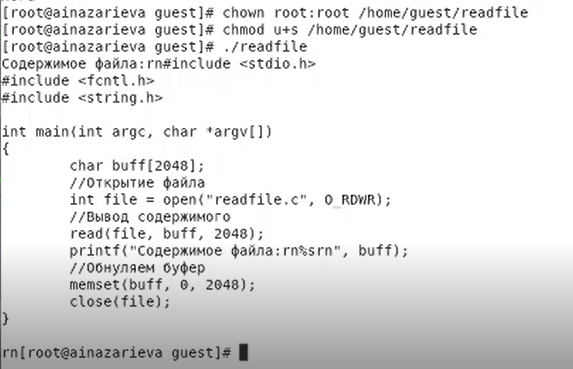 [root@ainazarieva guest]# chown root:root /home/guest/readfile
[root@ainazarieva guest]# chmod u+s /home/guest/readfile
[root@ainazarieva guest]# ./readfile
Содержимое файла:rn#include <stdio.h>
#include <fcntl.h>
#include <string.h>
int main(int argc, char *argv[])
{
char buff[2048];
//Открытие файла
int file = open("readfile.c", O_RDWR);
//Вывод содержимого
read(file, buff, 2048);
printf("Содержимое файла:rn%srn", buff);
//Обнуляем буфер
memset(buff, 0, 2048);
close(file);
}
rn[root@ainazarieva guest]#